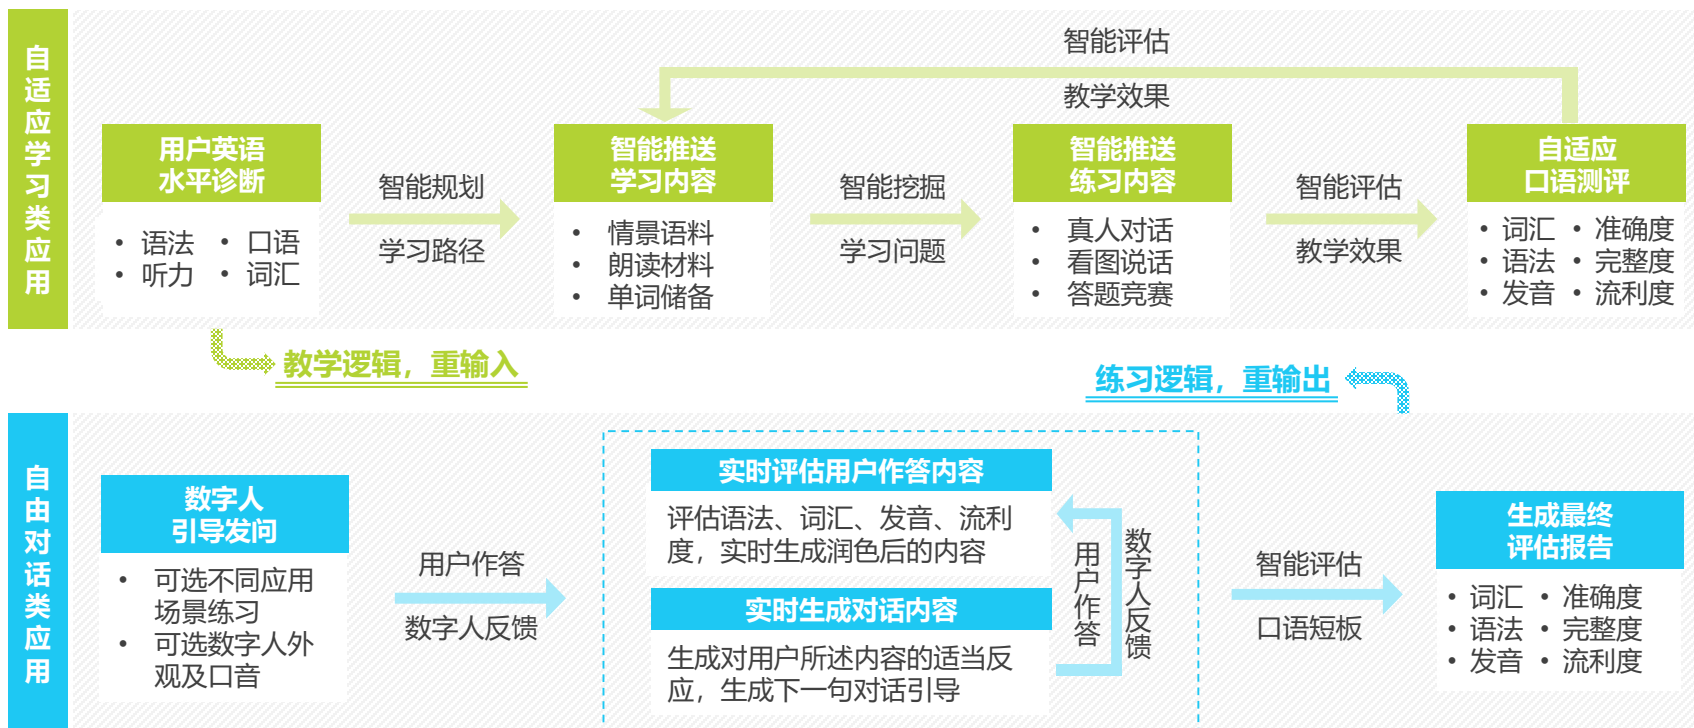 自适应学习类应用
智能评估
教学效果
用户英语
水平诊断
• 语法 • 口语
• 听力 • 词汇
智能规划
学习路径
智能推送
学习内容
• 情景语料
• 朗读材料
• 单词储备
智能挖掘
学习问题
智能推送
练习内容
• 真人对话
• 看图说话
• 答题竞赛
智能评估
教学效果
自适应
口语测评
• 词汇 • 准确度
• 语法 • 完整度
• 发音 • 流利度
教学逻辑，重输入
练习逻辑，重输出
自由对话类应用
数字人
引导发问
• 可选不同应用
场景练习
• 可选数字人外
观及口音
用户作答
数字人反馈
实时评估用户作答内容
评估语法、词汇、发音、流利
度，实时生成润色后的内容
实时生成对话内容
生成对用户所述内容的适当反
应，生成下一句对话引导
用户作答
数字人反馈
智能评估
口语短板
生成最终
评估报告
• 词汇 • 准确度
• 语法 • 完整度
• 发音 • 流利度